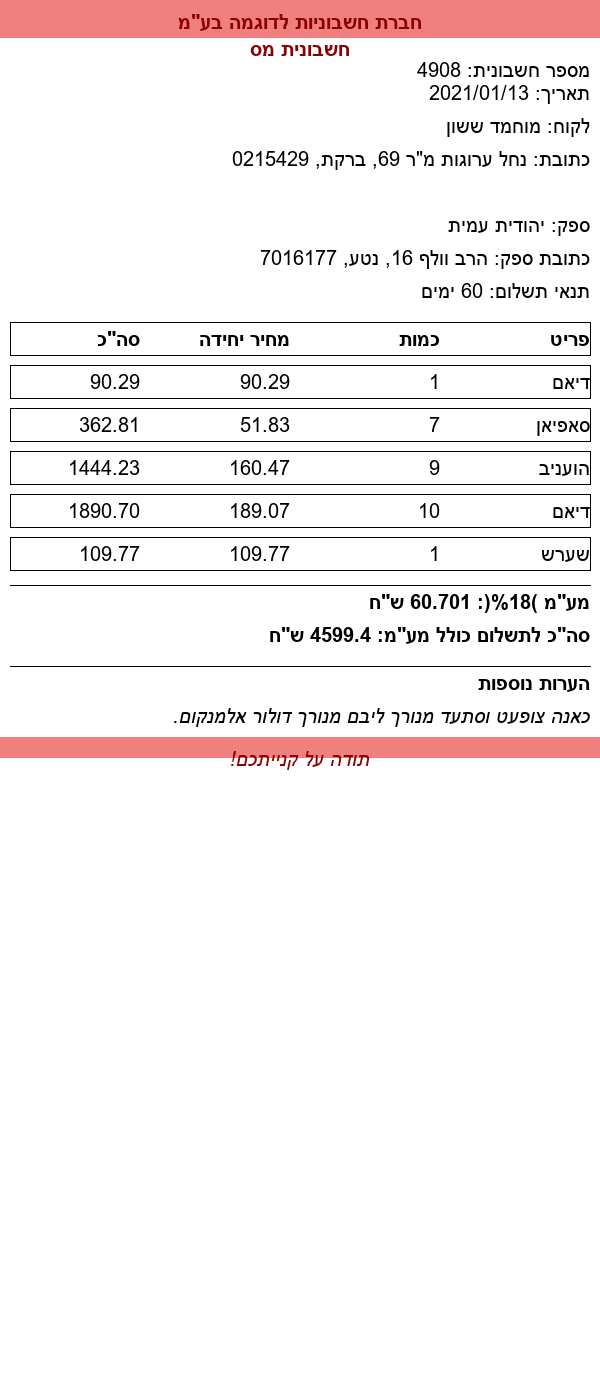 חברת חשבוניות לדוגמה בע"מ
חשבונית מס
מספר חשבונית: 4908
תאריך: 2021/01/13
לקוח: מוחמד ששון
כתובת: נחל ערוגות מ"ר 69, ברקת, 0215429
ספק: יהודית עמית
כתובת ספק: הרב וולף 16, נטע, 7016177
תנאי תשלום: 60 ימים
פריט כמות מחיר יחידה סה"כ
דיאם 1 90.29 90.29
סאפיאן 7 51.83 362.81
הועניב 9 160.47 1444.23
דיאם 10 189.07 1890.70
שערש 1 109.77 109.77
מע"מ )18%(: 60.701 ש"ח
סה"כ לתשלום כולל מע"מ: 4599.4 ש"ח
הערות נוספות
כאנה צופעט וסתעד מנורך ליבם מנורך דולור אלמנקום.
תודה על קנייתכם!